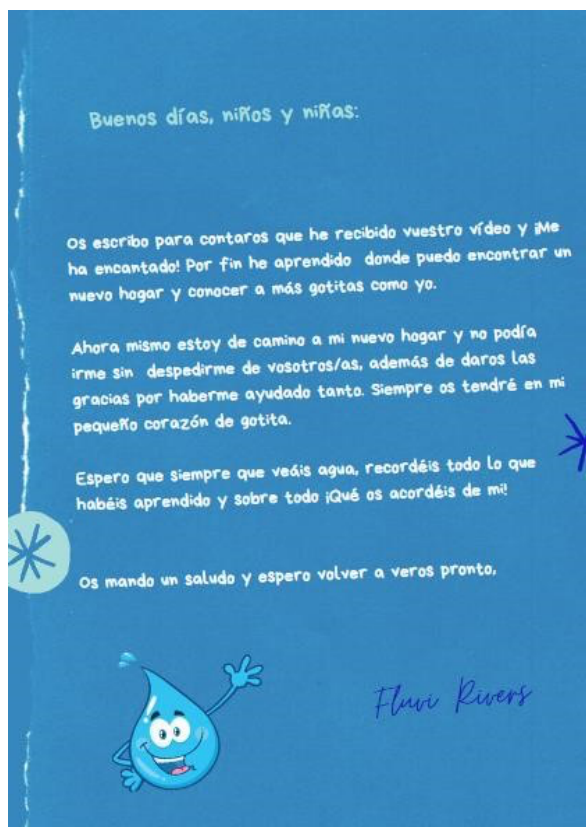 Buenos días, niños y niñas:
Os escribo para contaros que he recibido vuestro vídeo y ¡Me
ha encantado! Por fin he aprendido donde puedo encontrar un
nuevo hogar y conocer a más gotitas como yo.
Ahora mismo estoy de camino a mi nuevo hogar y no podía
irme sin despedirme de vosotros/as, además de daros las
gracias por haberme ayudado tanto. Siempre os tendré en mi
pequeño corazón de gotita.
Espero que siempre que veáis agua, recordéis todo lo que
habéis aprendido y sobre todo ¡Qué os acordéis de mi!
Os mando un saludo y espero volver a veros pronto,
Fluvi Rivers